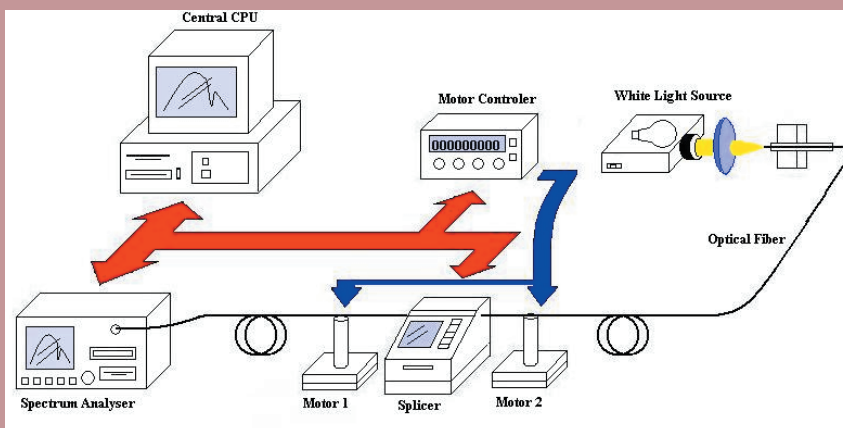 Central CPU
Motor Controler
White Light Source
000000000
Optical Fiber
Spectrum Analyser
Motor 1
Splicer
Motor 2